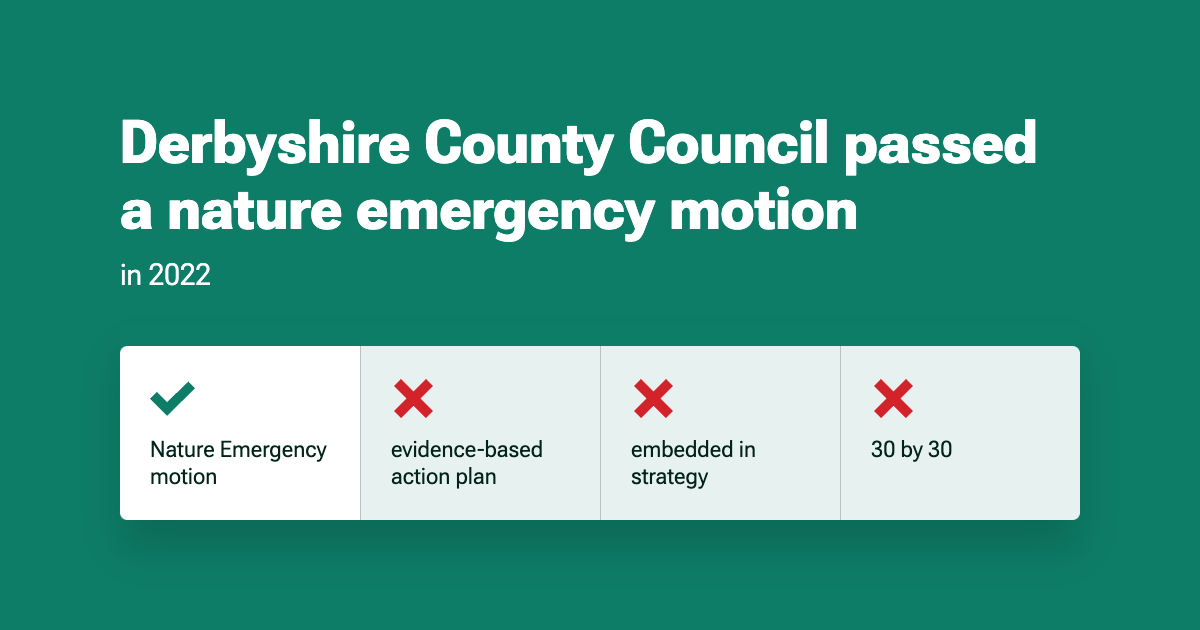 Derbyshire County Council passed
a nature emergency motion
in 2022
Nature Emergency
motion
evidence-based
action plan
embedded in
strategy
30 by 30